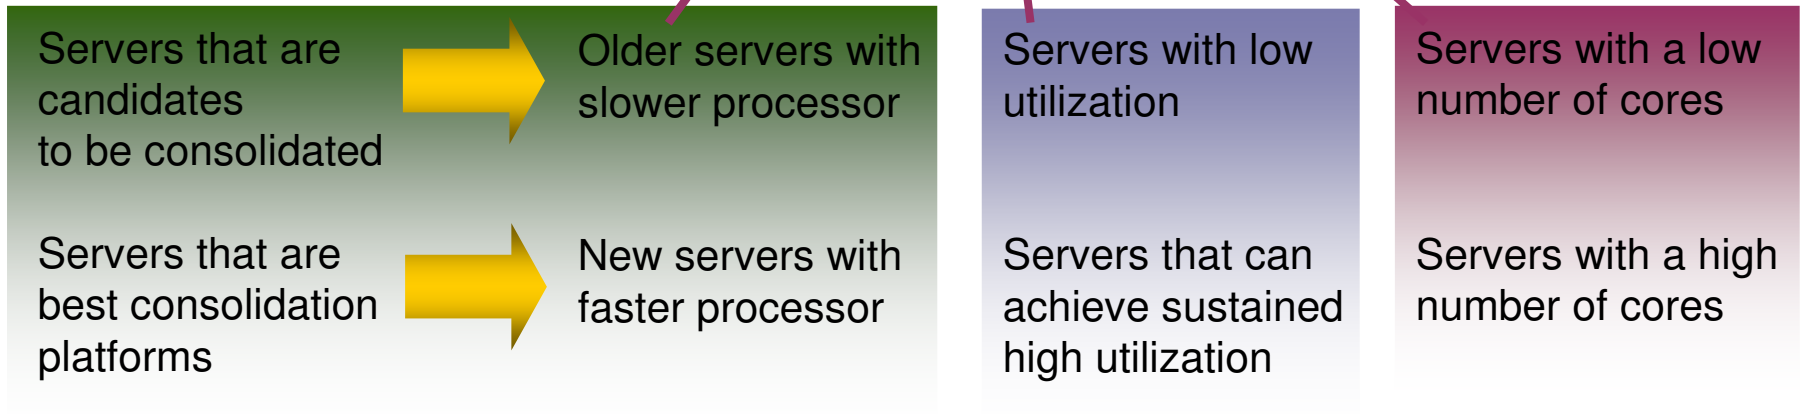 Servers that are
candidates
to be consolidated
Older servers with
slower processor
Servers with low
utilization
Servers with a low
number of cores
Servers that are
best consolidation
platforms
New servers with
faster processor
Servers that can
achieve sustained
high utilization
Servers with a high
number of cores